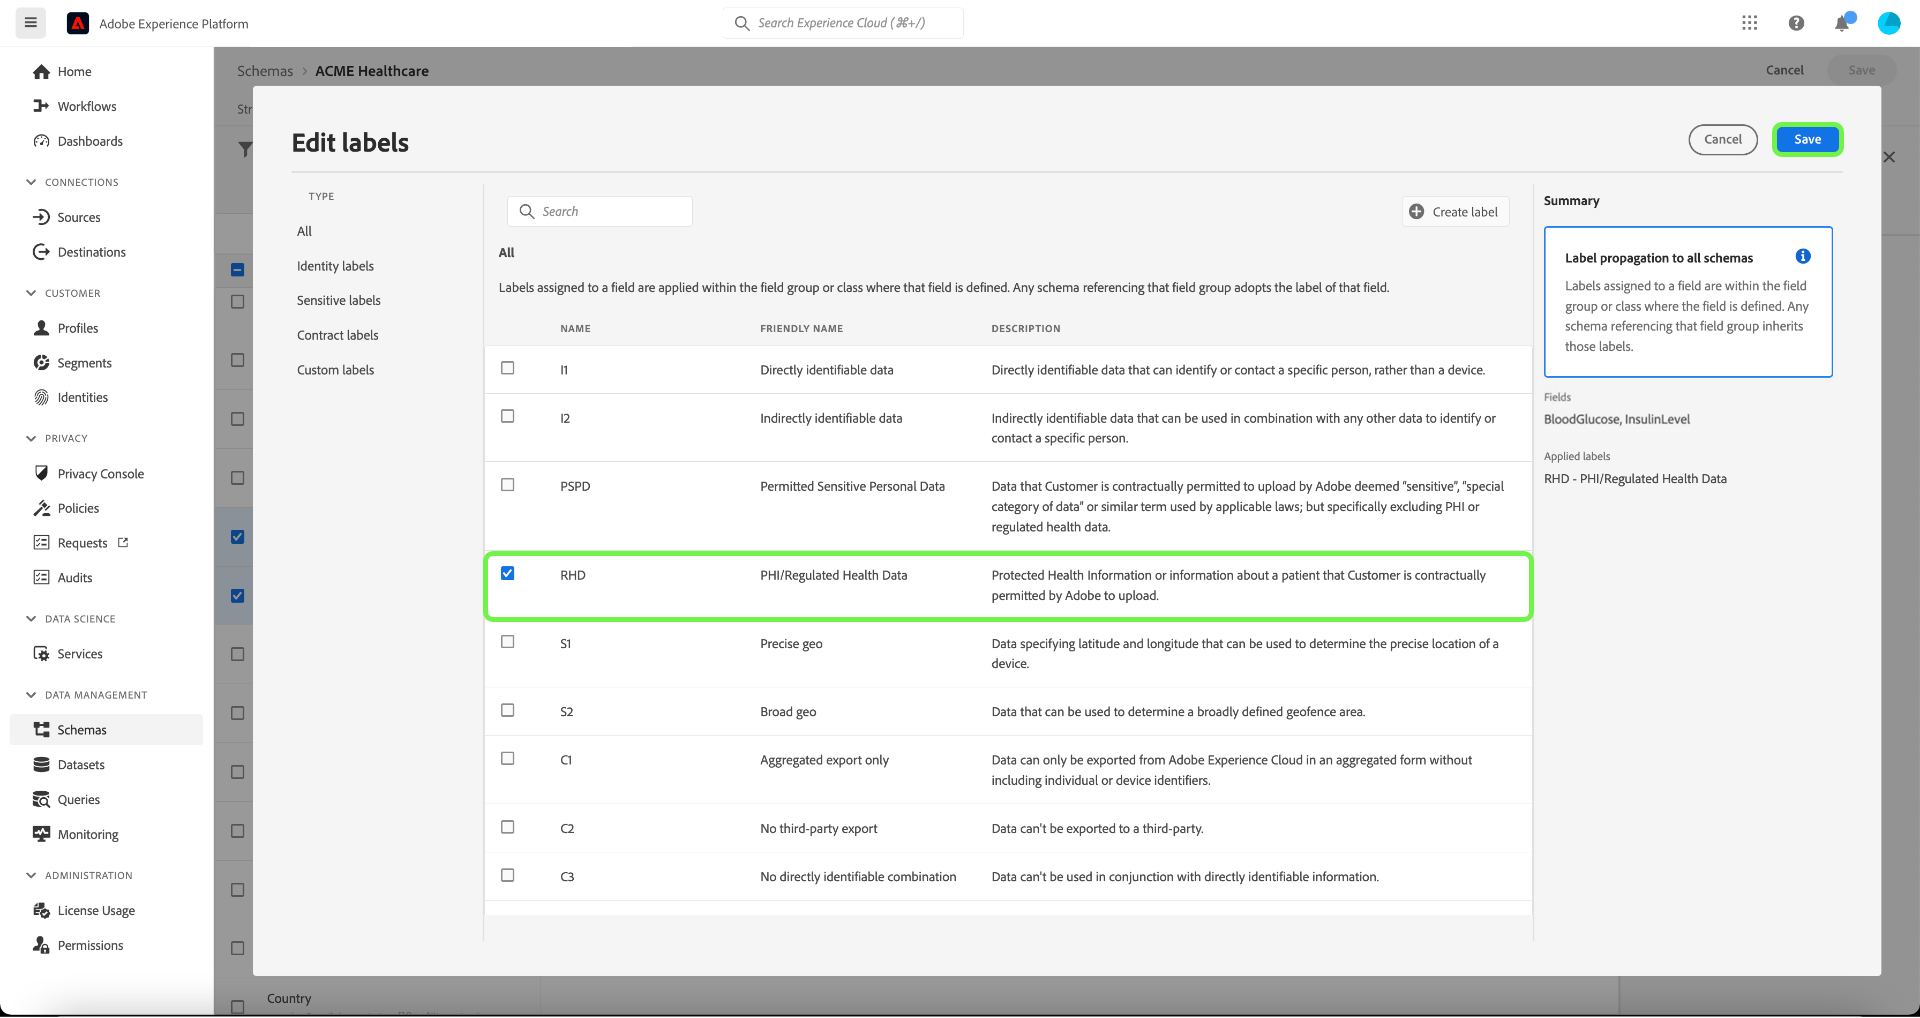 Adobe Experience Platform
Search Experience Cloud (⌘+/)
Home
Workflows
Dashboards
CONNECTIONS
Sources
Destinations
CUSTOMER
Profiles
Segments
Identities
PRIVACY
Privacy Console
Policies
Requests
Audits
DATA SCIENCE
Services
DATA MANAGEMENT
Schemas
Datasets
Queries
Monitoring
ADMINISTRATION
License Usage
Permissions
Schemas › ACME Healthcare
Cancel
Save
Str
Edit labels
Cancel
Save
TYPE
All
Identity labels
Sensitive labels
Contract labels
Custom labels
Search
Create label
All
Labels assigned to a field are applied within the field group or class where that field is defined. Any schema referencing that field group adopts the label of that field.
NAME FRIENDLY NAME DESCRIPTION
I1 Directly identifiable data Directly identifiable data that can identify or contact a specific person, rather than a device.
I2 Indirectly identifiable data Indirectly identifiable data that can be used in combination with any other data to identify or
contact a specific person.
PSPD Permitted Sensitive Personal Data Data that Customer is contractually permitted to upload by Adobe deemed "sensitive", "special
category of data" or similar term used by applicable laws; but specifically excluding PHI or
regulated health data.
RHD PHI/Regulated Health Data Protected Health Information or information about a patient that Customer is contractually
permitted by Adobe to upload.
S1 Precise geo Data specifying latitude and longitude that can be used to determine the precise location of a
device.
S2 Broad geo Data that can be used to determine a broadly defined geofence area.
C1 Aggregated export only Data can only be exported from Adobe Experience Cloud in an aggregated form without
including individual or device identifiers.
C2 No third-party export Data can't be exported to a third-party.
C3 No directly identifiable combination Data can't be used in conjunction with directly identifiable information.
Summary
Label propagation to all schemas
Labels assigned to a field are within the field
group or class where the field is defined. Any
schema referencing that field group inherits
those labels.
Fields
BloodGlucose, InsulinLevel
Applied labels
RHD - PHI/Regulated Health Data
Country